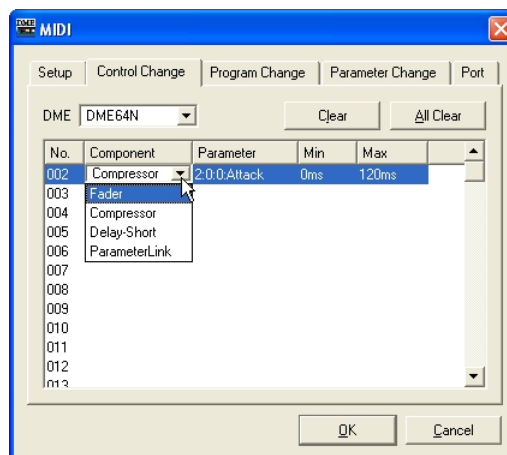 DME MIDI
Setup Control Change Program Change Parameter Change Port
DME DME64N Clear All Clear
No. Component Parameter Min Max
002 Compressor 2:0:0:Attack 0ms 120ms
003 Fader
004 Compressor
005 Delay-Short
006 ParameterLink
007
008
009
010
011
012
013
OK Cancel